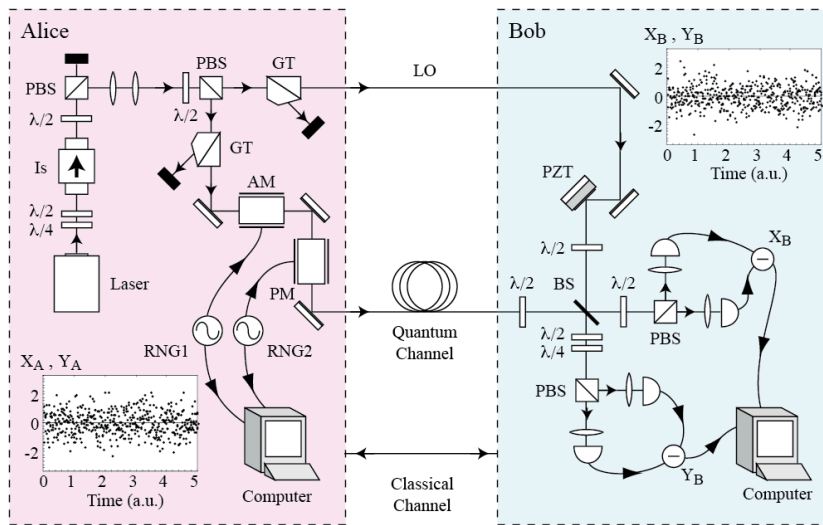 Alice
Bob
PBS
PBS
GT
LO
X_B , Y_B
2
0
-2
0 1 2 3 4 5
Time (a.u.)
λ/2
λ/2
GT
Is
AM
PZT
λ/2
λ/4
λ/2
X_B
Laser
PM
λ/2
BS
λ/2
Quantum
Channel
PBS
RNG1
RNG2
λ/2
λ/4
X_A , Y_A
2
0
-2
0 1 2 3 4 5
Time (a.u.)
PBS
Y_B
Computer
Classical
Channel
Computer